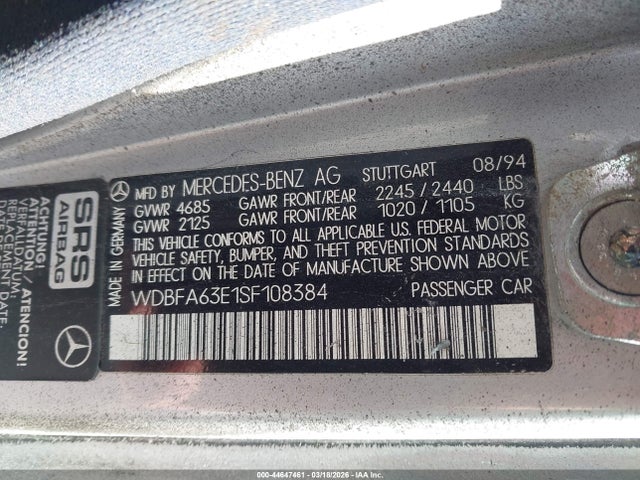 MFD BY MERCEDES-BENZ AG STUTTGART 08/94
GVWR 4685 GAWR FRONT/REAR 2245 / 2440 LBS
GVWR 2125 GAWR FRONT/REAR 1020 / 1105 KG
THIS VEHICLE CONFORMS TO ALL APPLICABLE U.S. FEDERAL MOTOR
VEHICLE SAFETY, BUMPER, AND THEFT PREVENTION STANDARDS
IN EFFECT ON THE DATE OF MANUFACTURE SHOWN ABOVE
WDBFA63E1SF108384 PASSENGER CAR
MADE IN GERMANY
SRS
AIRBAG
ACHTUNG
ATTENTION / ATENCION!
VERFALLDATUM:
REPLACEMENT DATE:
000-44647461 | 03/18/2026 | IAA Inc.